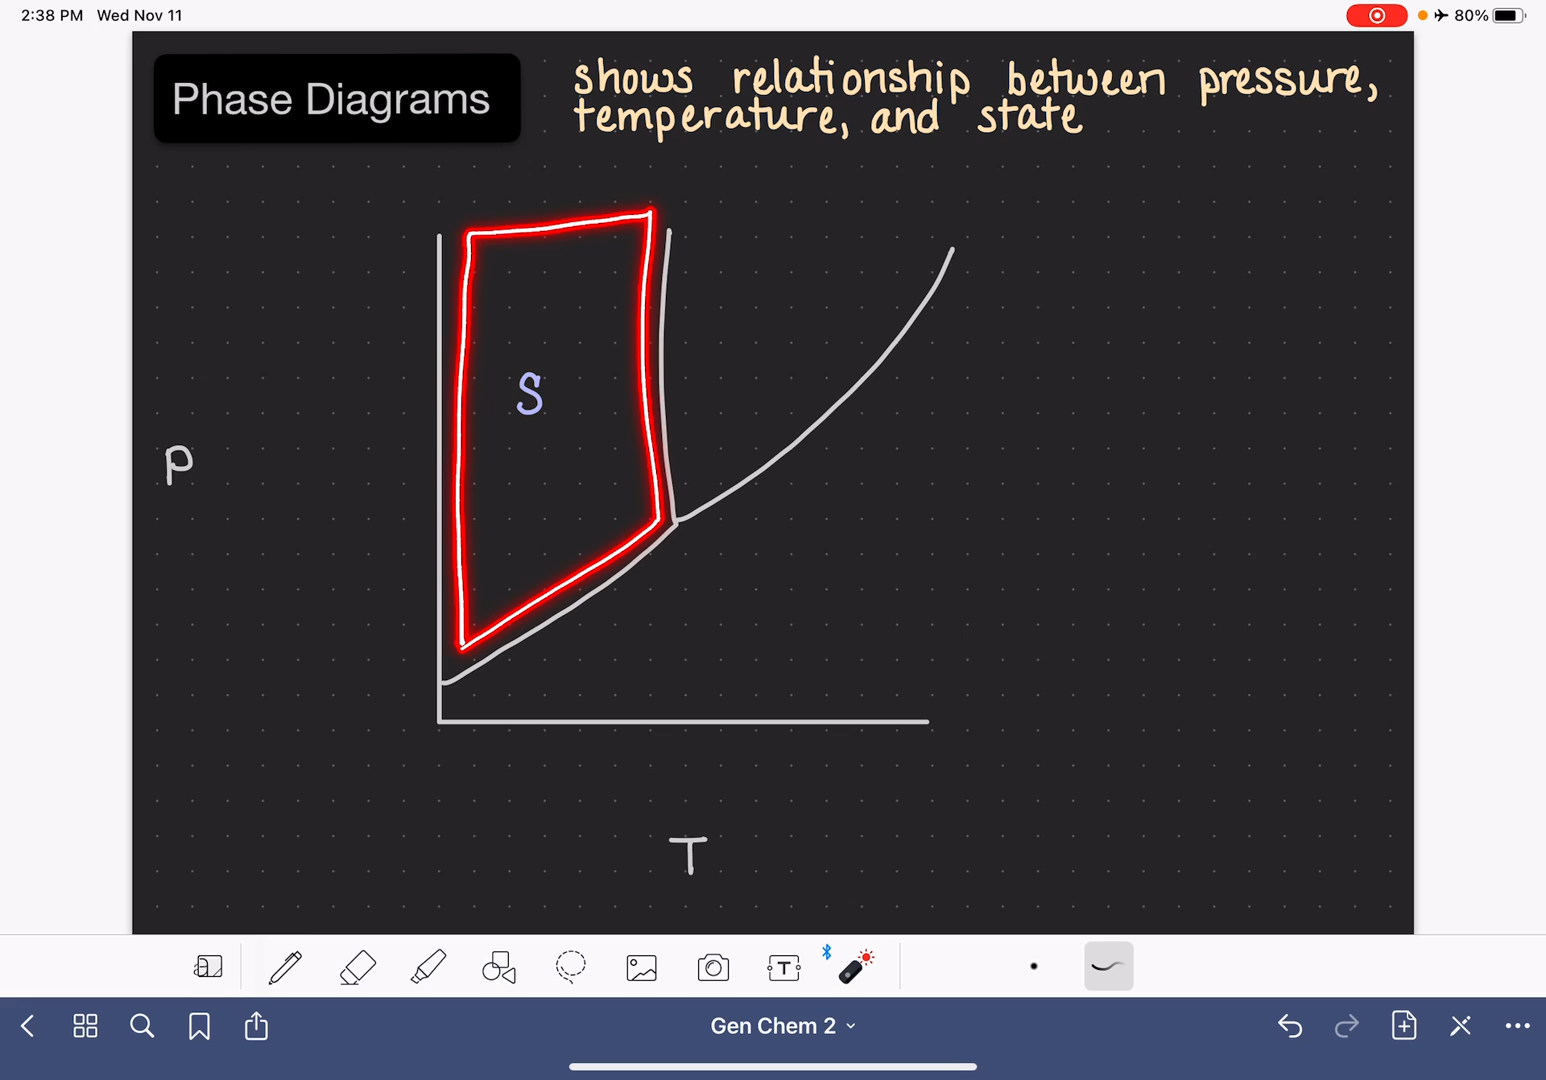 2:38 PM Wed Nov 11
80%
Phase Diagrams
shows relationship between pressure,
temperature, and state
S
P
T
T
Gen Chem 2